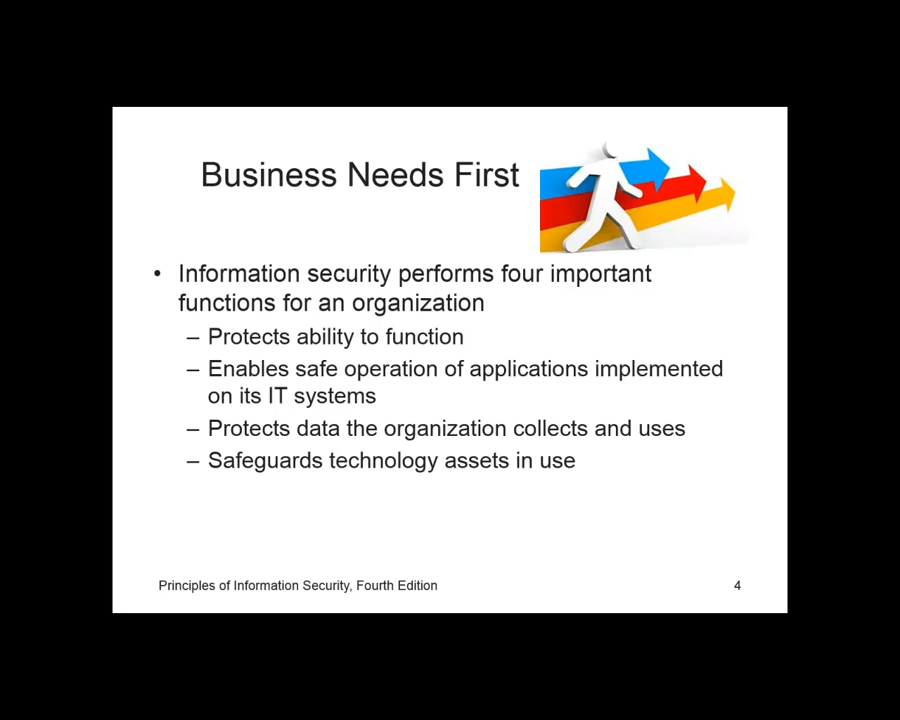 Business Needs First
• Information security performs four important
functions for an organization
– Protects ability to function
– Enables safe operation of applications implemented
on its IT systems
– Protects data the organization collects and uses
– Safeguards technology assets in use
Principles of Information Security, Fourth Edition
4